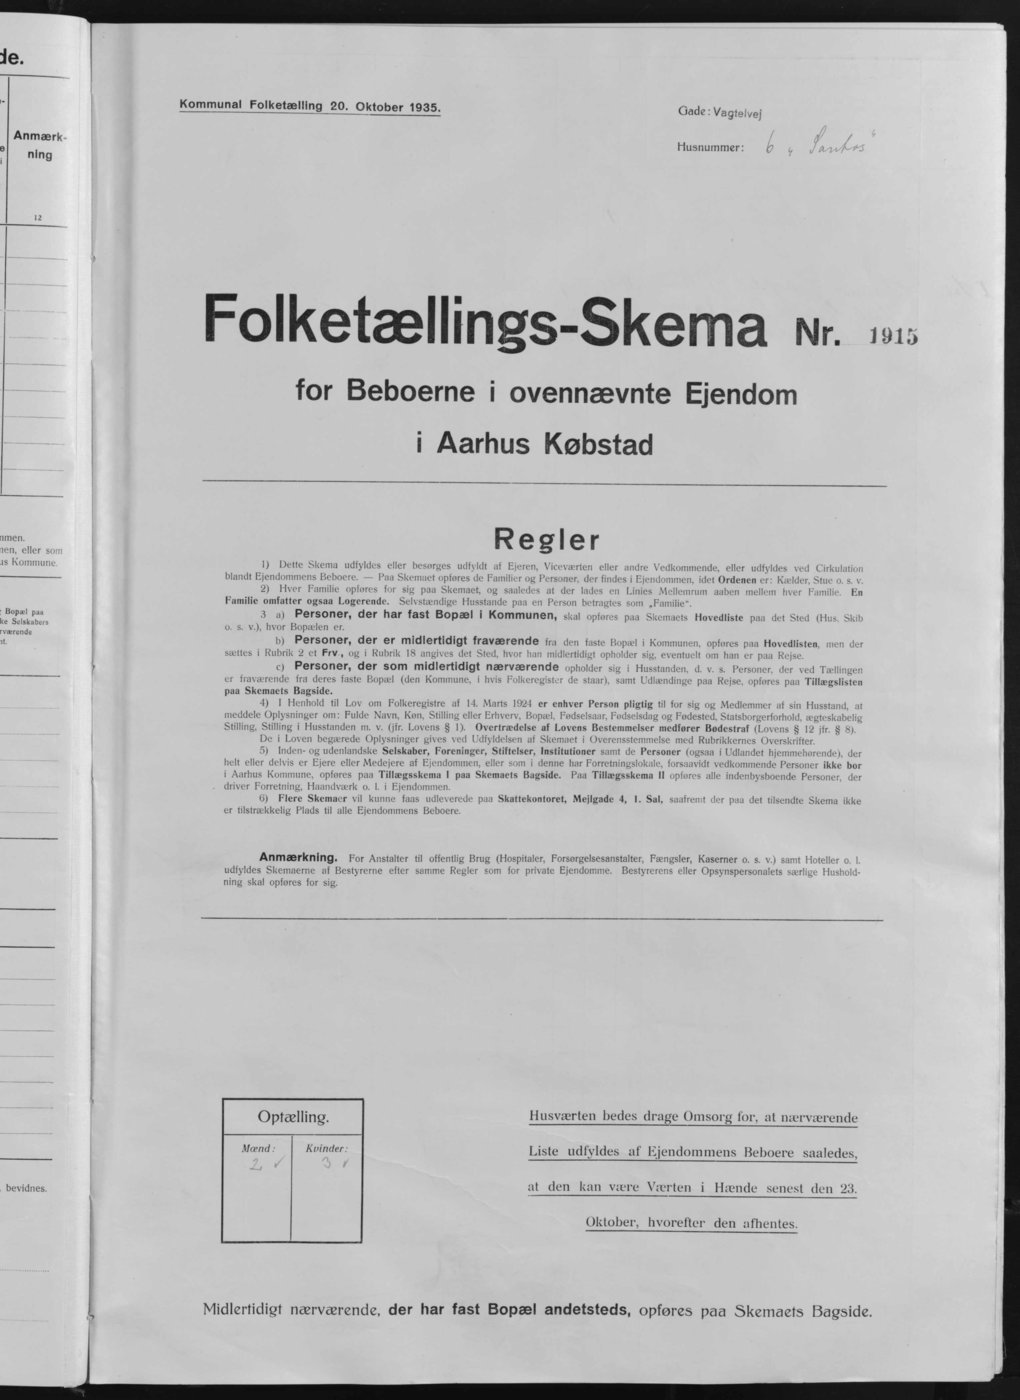 de.
Anmærk-
ning
12
mmen.
nen, eller som
us Kommune.
Bopæl paa
ke Selskabers
rværende
bevidnes.
Kommunal Folketælling 20. Oktober 1935.
Gade: Vagtelvej
Husnummer: 6
Folketællings-Skema Nr. 1915
for Beboerne i ovennævnte Ejendom
i Aarhus Købstad
Regler
1) Dette Skema udfyldes eller besørges udfyldt af Ejeren, Viceværten eller andre Vedkommende, eller udfyldes ved Cirkulation
blandt Ejendommens Beboere. — Paa Skemaet opføres de Familier og Personer, der findes i Ejendommen, idet Ordenen er: Kælder, Stue o. s. v.
2) Hver Familie opføres for sig paa Skemaet, og saaledes at der lades en Linies Mellemrum aaben mellem hver Familie. En
Familie omfatter ogsaa Logerende. Selvstændige Husstande paa en Person betragtes som „Familie“.
3 a) Personer, der har fast Bopæl i Kommunen, skal opføres paa Skemaets Hovedliste paa det Sted (Hus, Skib
o. s. v.), hvor Bopælen er.
b) Personer, der er midlertidigt fraværende fra den faste Bopæl i Kommunen, opføres paa Hovedlisten, men der
sættes i Rubrik 2 et Frv., og i Rubrik 18 angives det Sted, hvor han midlertidigt opholder sig, eventuelt om han er paa Rejse.
c) Personer, der som midlertidigt nærværende opholder sig i Husstanden, d. v. s. Personer, der ved Tællingen
er fraværende fra deres faste Bopæl (den Kommune, i hvis Folkeregister de staar), samt Udlændinge paa Rejse, opføres paa Tillægslisten
paa Skemaets Bagside.
4) I Henhold til Lov om Folkeregistre af 14. Marts 1924 er enhver Person pligtig til for sig og Medlemmer af sin Husstand, at
meddele Oplysninger om: Fulde Navn, Køn, Stilling eller Erhverv, Bopæl, Fødselsaar, Fødselsdag og Fødested, Statsborgerforhold, ægteskabelig
Stilling, Stilling i Husstanden m. v. (jfr. Lovens § 1). Overtrædelse af Lovens Bestemmelser medfører Bødestraf (Lovens § 12 jfr. § 8).
De i Loven begærede Oplysninger gives ved Udfyldelsen af Skemaet i Overensstemmelse med Rubrikkernes Overskrifter.
5) Inden- og udenlandske Selskaber, Foreninger, Stiftelser, Institutioner samt de Personer (ogsaa i Udlandet hjemmehørende), der
helt eller delvis er Ejere eller Medejere af Ejendommen, eller som i denne har Forretningslokale, forsaavidt vedkommende Personer ikke bor
i Aarhus Kommune, opføres paa Tillægsskema I paa Skemaets Bagside. Paa Tillægsskema II opføres alle indenbysboende Personer, der
driver Forretning, Haandværk o. l. i Ejendommen.
6) Flere Skemaer vil kunne faas udleverede paa Skattekontoret, Mejlgade 4, 1. Sal, saafremt der paa det tilsendte Skema ikke
er tilstrækkelig Plads til alle Ejendommens Beboere.
Anmærkning. For Anstalter til offentlig Brug (Hospitaler, Forsørgelsesanstalter, Fængsler, Kaserner o. s. v.) samt Hoteller o. l.
udfyldes Skemaerne af Bestyrerne efter samme Regler som for private Ejendomme. Bestyrerens eller Opsynspersonalets særlige Hushold-
ning skal opføres for sig.
Optælling.
Mænd: Kvinder:
2 ✓ 3 ✓
Husværten bedes drage Omsorg for, at nærværende
Liste udfyldes af Ejendommens Beboere saaledes,
at den kan være Værten i Hænde senest den 23.
Oktober, hvorefter den afhentes.
Midlertidigt nærværende, der har fast Bopæl andetsteds, opføres paa Skemaets Bagside.